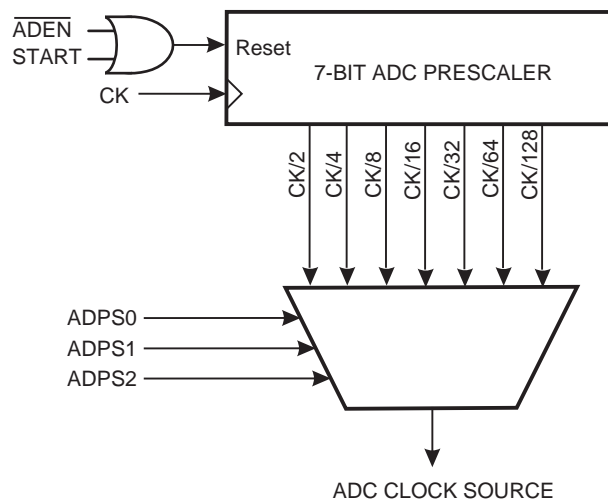 ADEN
START
Reset
7-BIT ADC PRESCALER
CK
CK/2
CK/4
CK/8
CK/16
CK/32
CK/64
CK/128
ADPS0
ADPS1
ADPS2
ADC CLOCK SOURCE